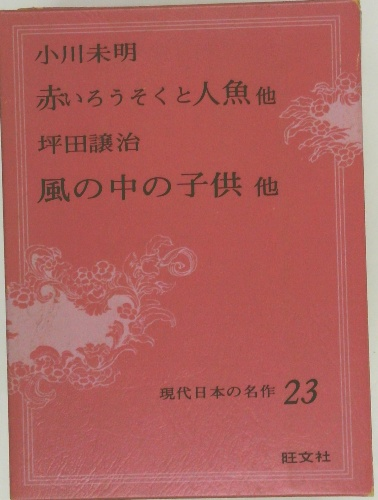 小川未明
赤いろうそくと人魚 他
坪田譲治
風の中の子供 他
現代日本の名作 23
旺文社